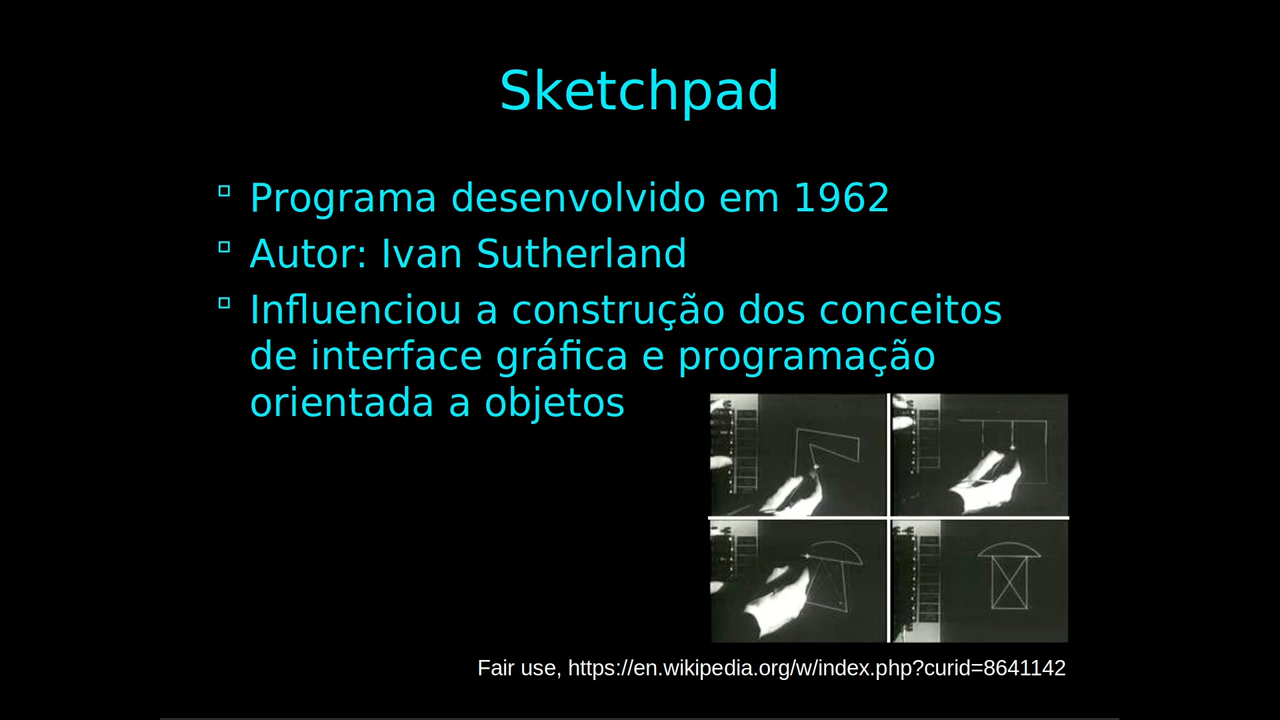 Sketchpad
Programa desenvolvido em 1962
Autor: Ivan Sutherland
Influenciou a construção dos conceitos
de interface gráfica e programação
orientada a objetos
Fair use, https://en.wikipedia.org/w/index.php?curid=8641142